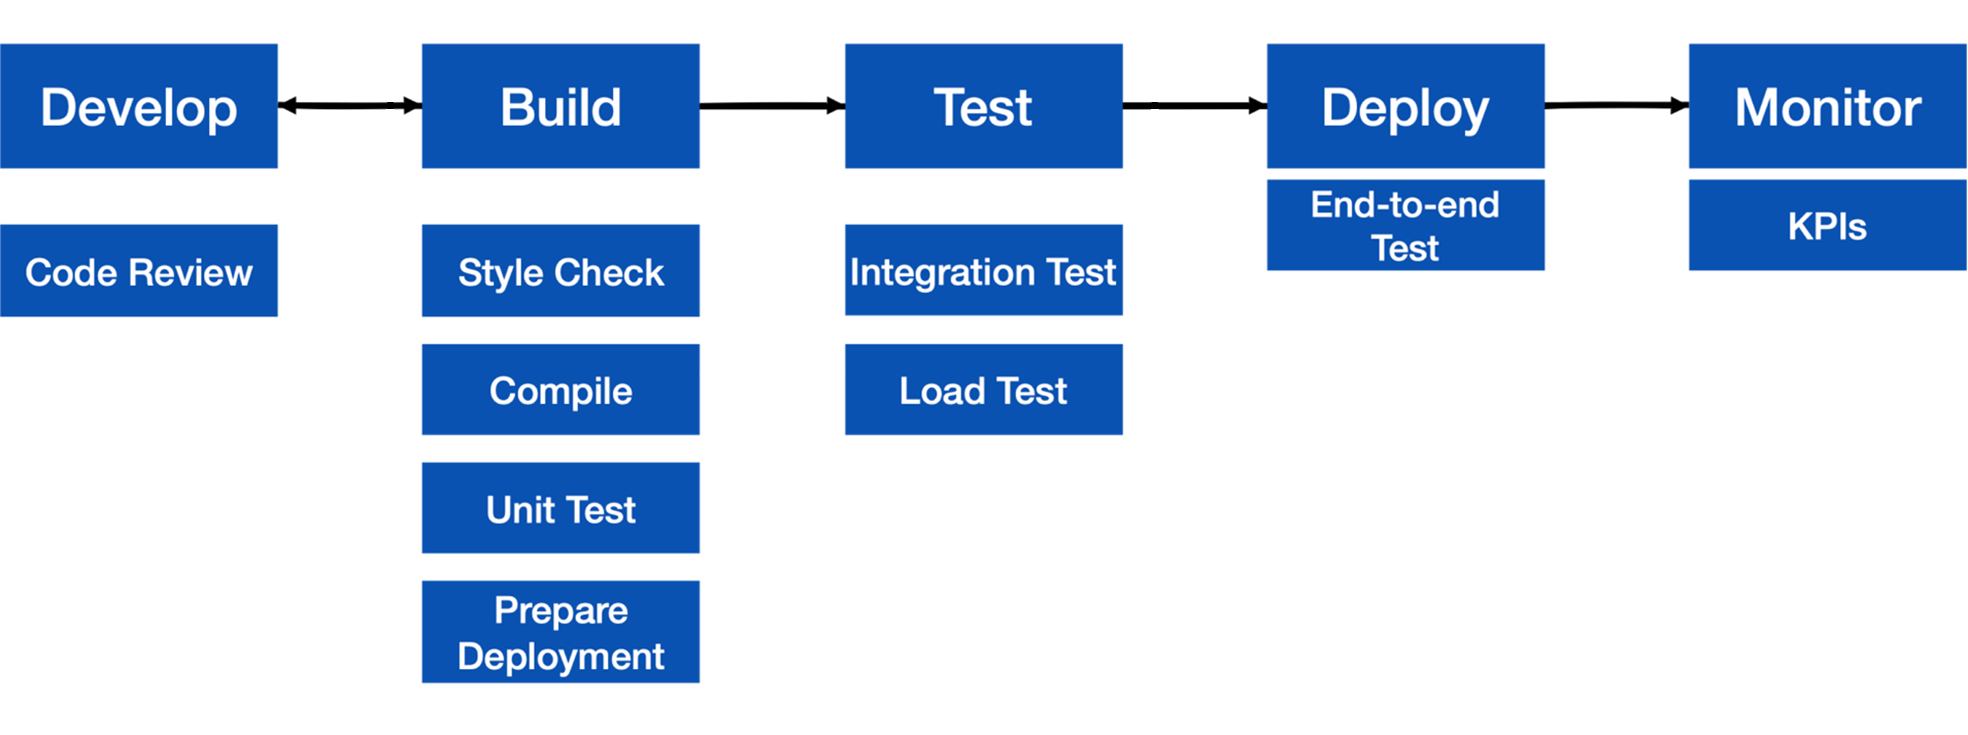 Develop
Build
Test
Deploy
Monitor
Code Review
Style Check
Compile
Unit Test
Prepare
Deployment
Integration Test
Load Test
End-to-end
Test
KPIs